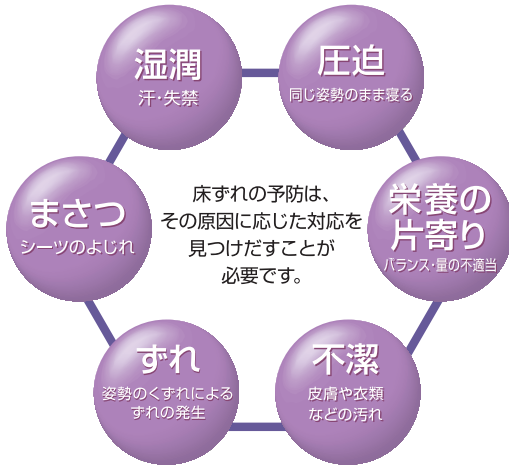 湿潤
汗・失禁
圧迫
同じ姿勢のまま寝る
まさつ
シーツのよじれ
床ずれの予防は、
その原因に応じた対応を
見つけだすことが
必要です。
栄養の
片寄り
バランス・量の不適当
ずれ
姿勢のくずれによる
ずれの発生
不潔
皮膚や衣類
などの汚れ